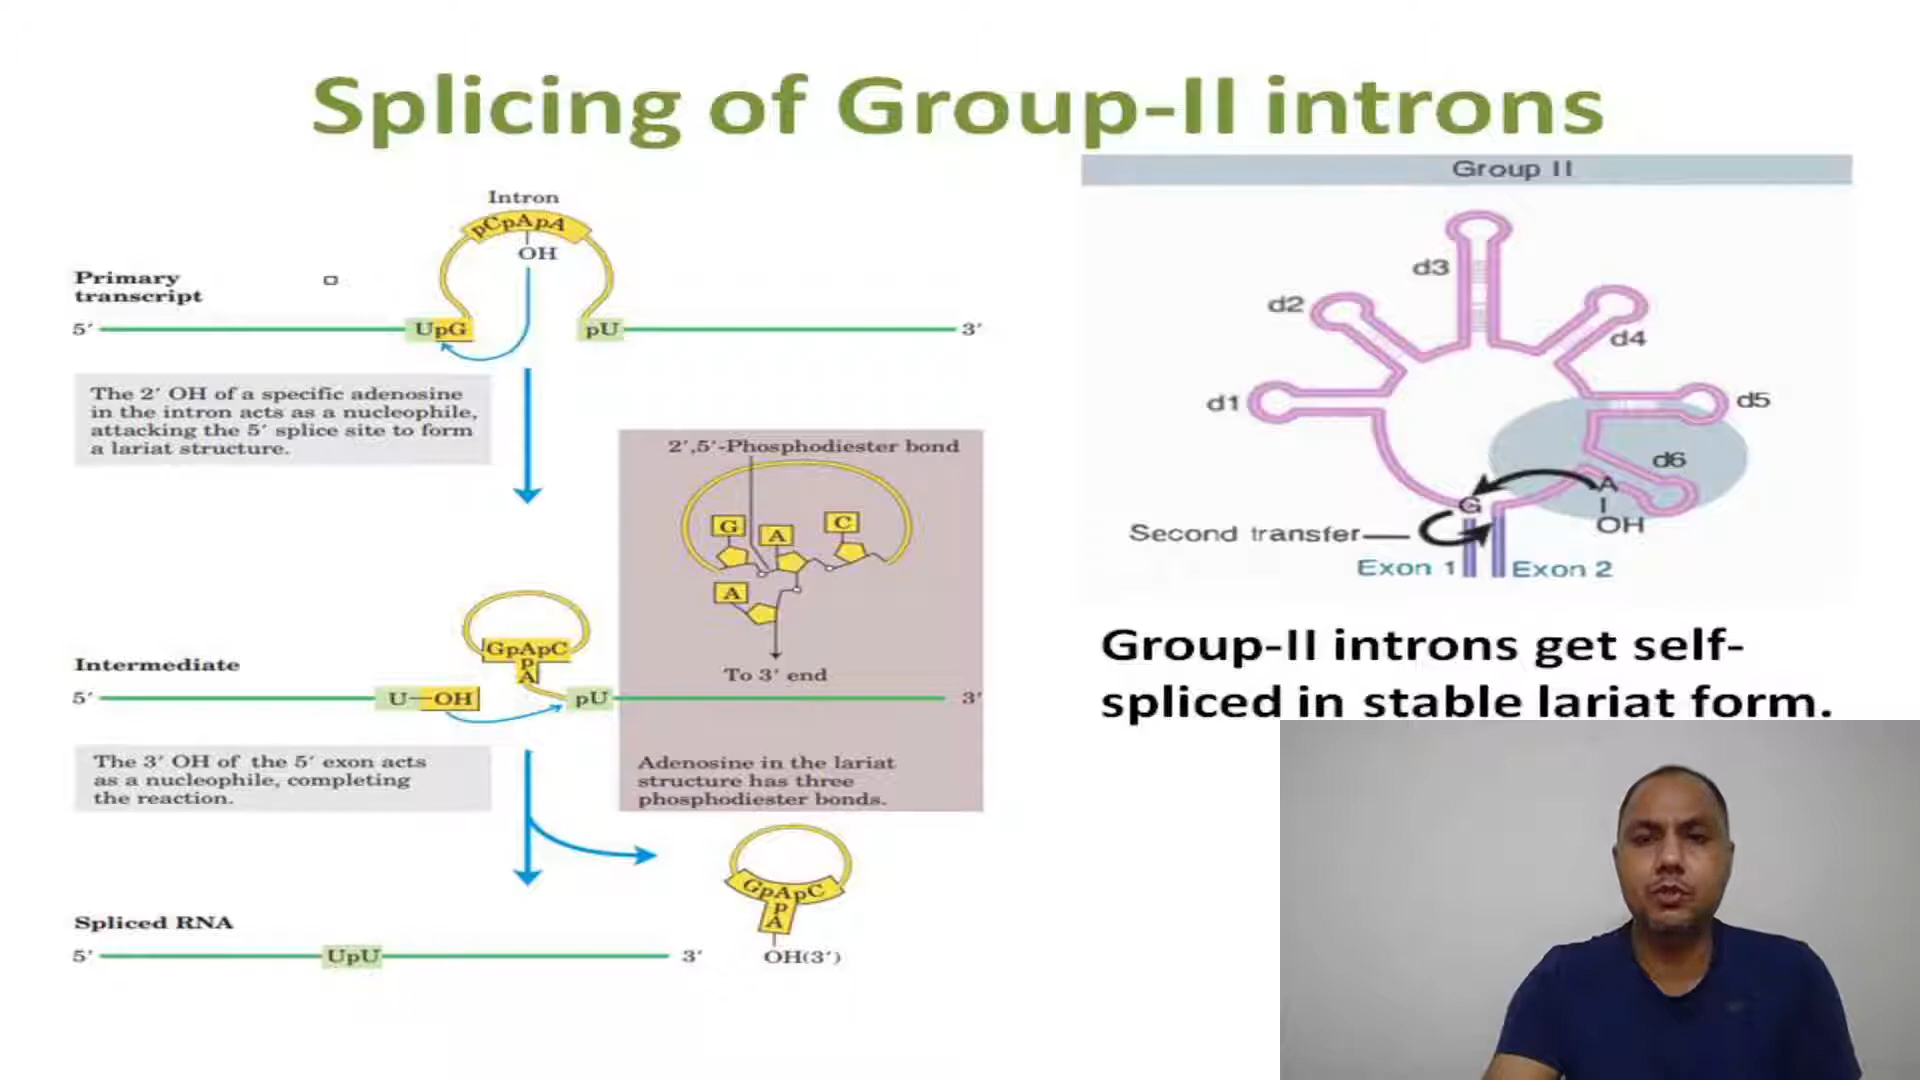 Splicing of Group-II introns
Intron
pCpApA
OH
Primary
transcript
5′
UpG
pU
3′
The 2′ OH of a specific adenosine
in the intron acts as a nucleophile,
attacking the 5′ splice site to form
a lariat structure.
2′,5′-Phosphodiester bond
G
A
C
A
To 3′ end
Adenosine in the lariat
structure has three
phosphodiester bonds.
GpApC
p
A
Intermediate
5′
U—OH
pU
3′
The 3′ OH of the 5′ exon acts
as a nucleophile, completing
the reaction.
GpApC
p
A
OH(3′)
Spliced RNA
5′
UpU
3′
Group II
d3
d2
d4
d1
d5
d6
A
G
OH
Second transfer
Exon 1
Exon 2
Group-II introns get self-
spliced in stable lariat form.